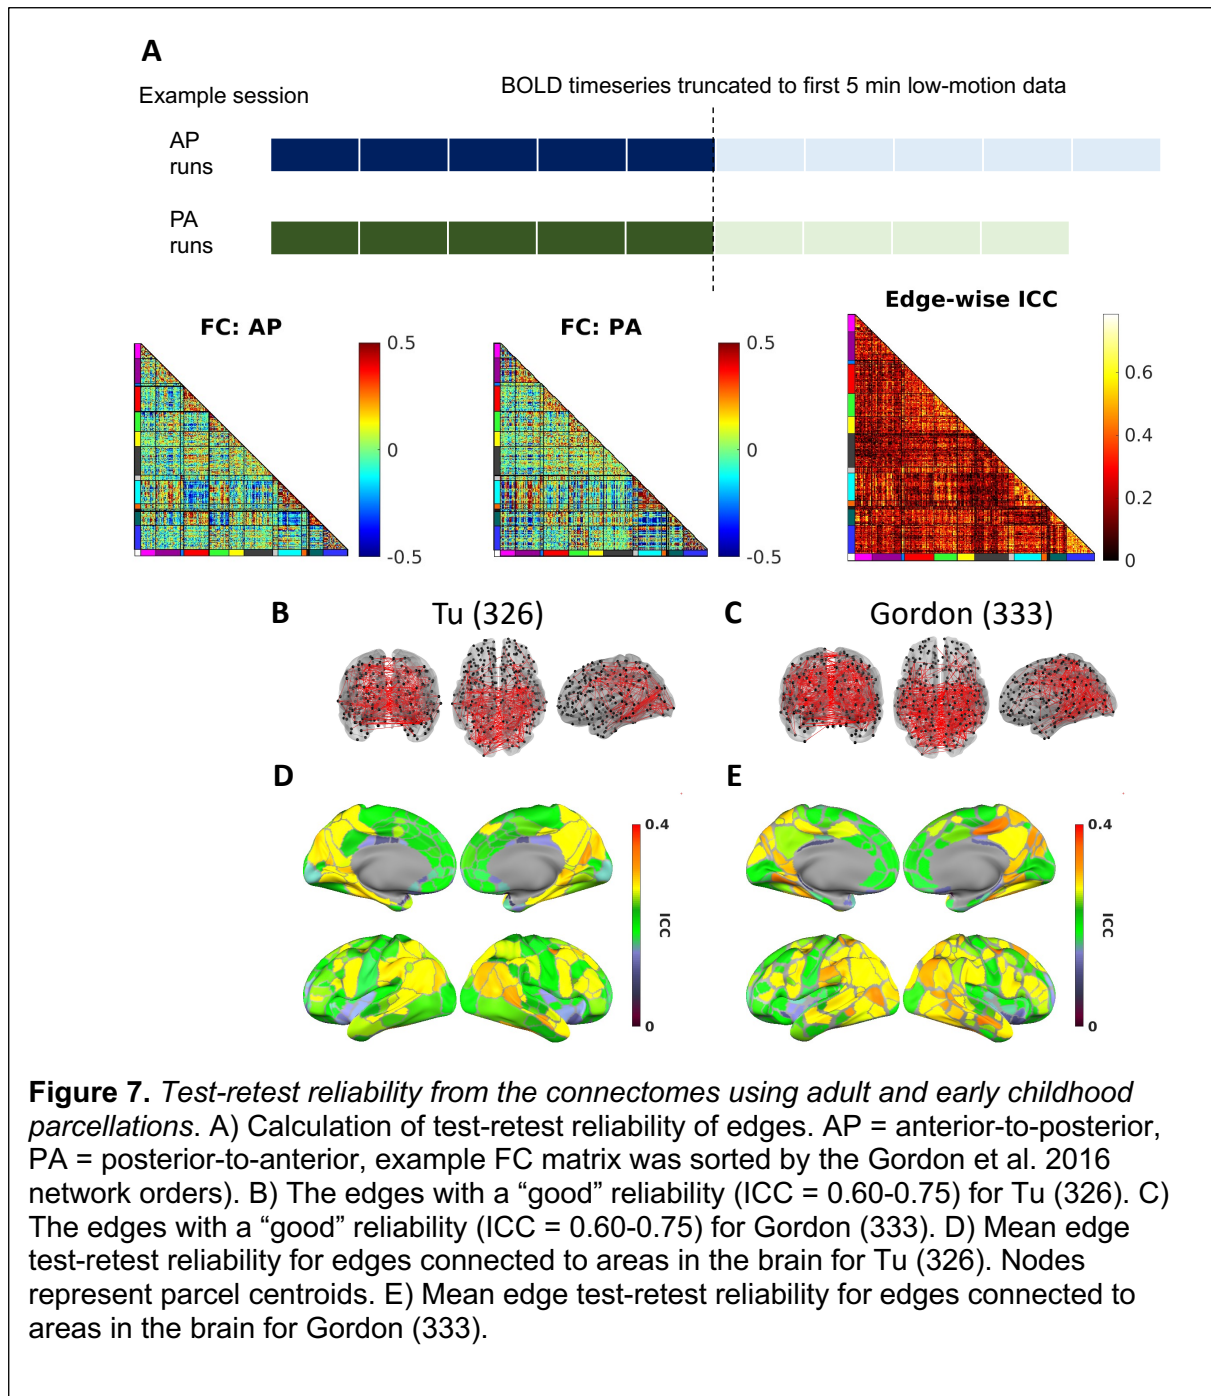 A
Example session
BOLD timeseries truncated to first 5 min low-motion data
AP
runs
PA
runs
FC: AP
0.5
0
-0.5
FC: PA
0.5
0
-0.5
Edge-wise ICC
0.6
0.4
0.2
0
B
Tu (326)
C
Gordon (333)
D
0.4
ICC
0
E
0.4
ICC
0
Figure 7. Test-retest reliability from the connectomes using adult and early childhood
parcellations. A) Calculation of test-retest reliability of edges. AP = anterior-to-posterior,
PA = posterior-to-anterior, example FC matrix was sorted by the Gordon et al. 2016
network orders). B) The edges with a “good” reliability (ICC = 0.60-0.75) for Tu (326). C)
The edges with a “good” reliability (ICC = 0.60-0.75) for Gordon (333). D) Mean edge
test-retest reliability for edges connected to areas in the brain for Tu (326). Nodes
represent parcel centroids. E) Mean edge test-retest reliability for edges connected to
areas in the brain for Gordon (333).